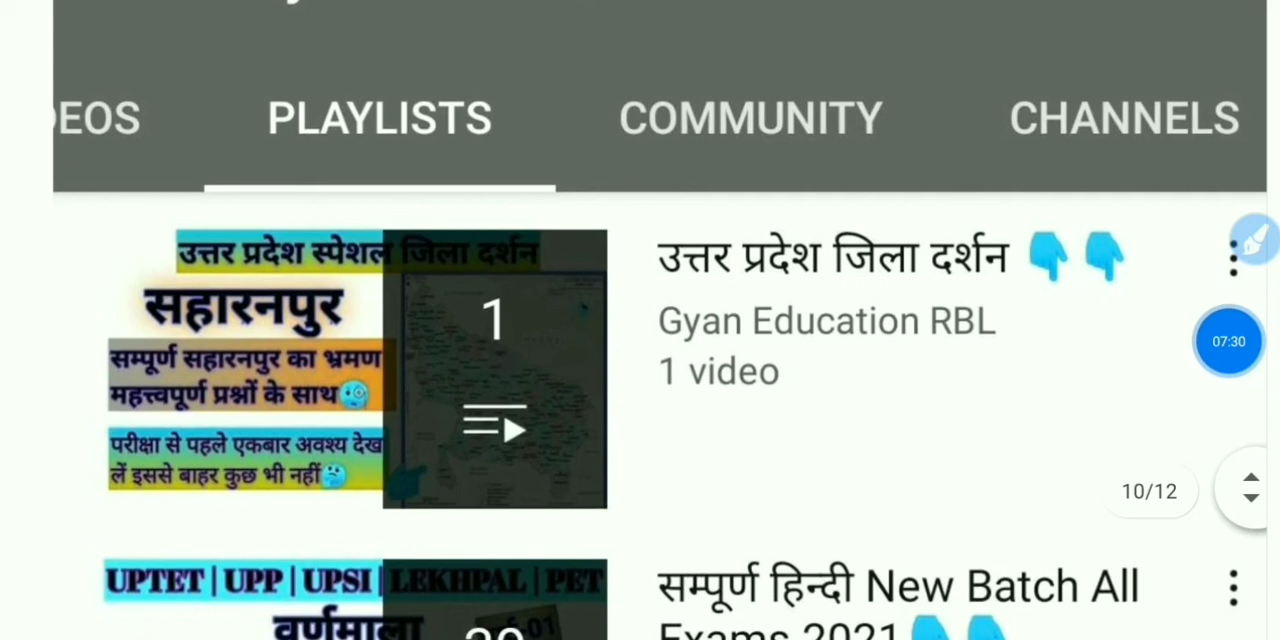 EOS
PLAYLISTS
COMMUNITY
CHANNELS
उत्तर प्रदेश स्पेशल जिला दर्शन
सहारनपुर
सम्पूर्ण सहारनपुर का भ्रमण
महत्त्वपूर्ण प्रश्नों के साथ🧐
परीक्षा से पहले एकबार अवश्य देख
लें इससे बाहर कुछ भी नहीं🤔
1
उत्तर प्रदेश जिला दर्शन 👇👇
Gyan Education RBL
1 video
07:30
10/12
UPTET | UPP | UPSI | LEKHPAL | PET
वर्णमाला
सम्पूर्ण हिन्दी New Batch All
Exams 2021👇👇